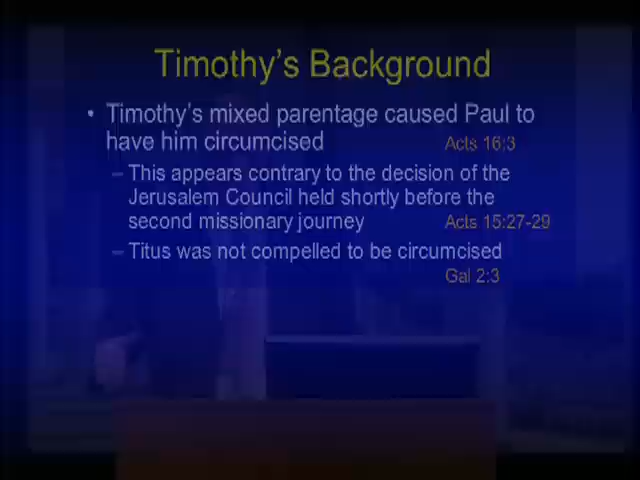 Timothy's Background
• Timothy's mixed parentage caused Paul to
have him circumcised Acts 16:3
– This appears contrary to the decision of the
Jerusalem Council held shortly before the
second missionary journey Acts 15:27-29
– Titus was not compelled to be circumcised
Gal 2:3